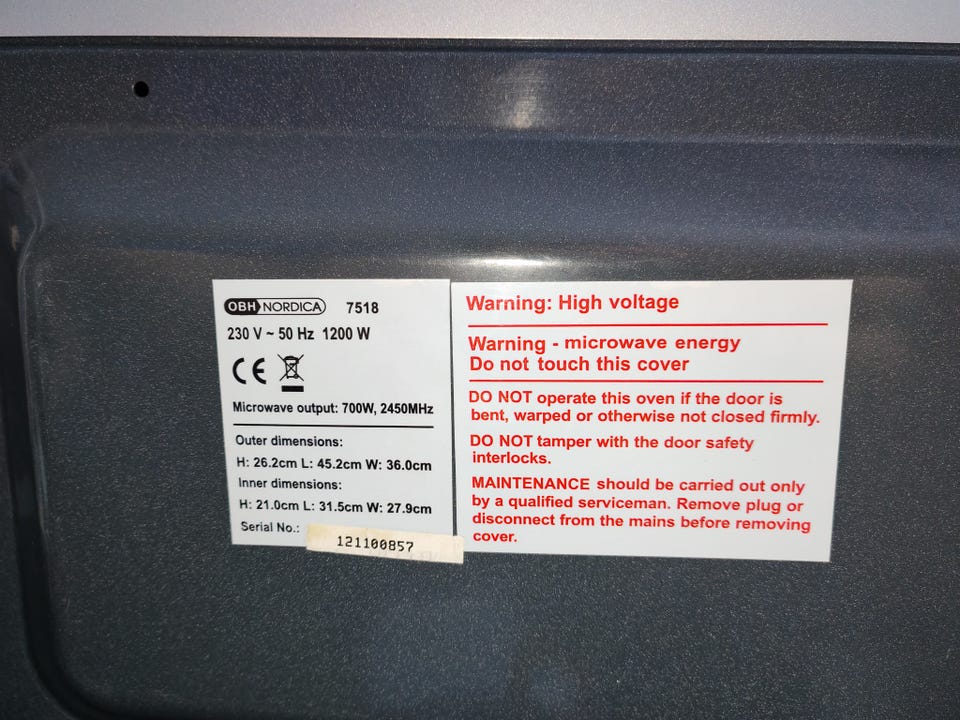 OBH NORDICA 7518
230 V ~ 50 Hz 1200 W
CE
Microwave output: 700W, 2450MHz
Outer dimensions:
H: 26.2cm L: 45.2cm W: 36.0cm
Inner dimensions:
H: 21.0cm L: 31.5cm W: 27.9cm
Serial No.:
121100857
Warning: High voltage
Warning - microwave energy
Do not touch this cover
DO NOT operate this oven if the door is
bent, warped or otherwise not closed firmly.
DO NOT tamper with the door safety
interlocks.
MAINTENANCE should be carried out only
by a qualified serviceman. Remove plug or
disconnect from the mains before removing
cover.